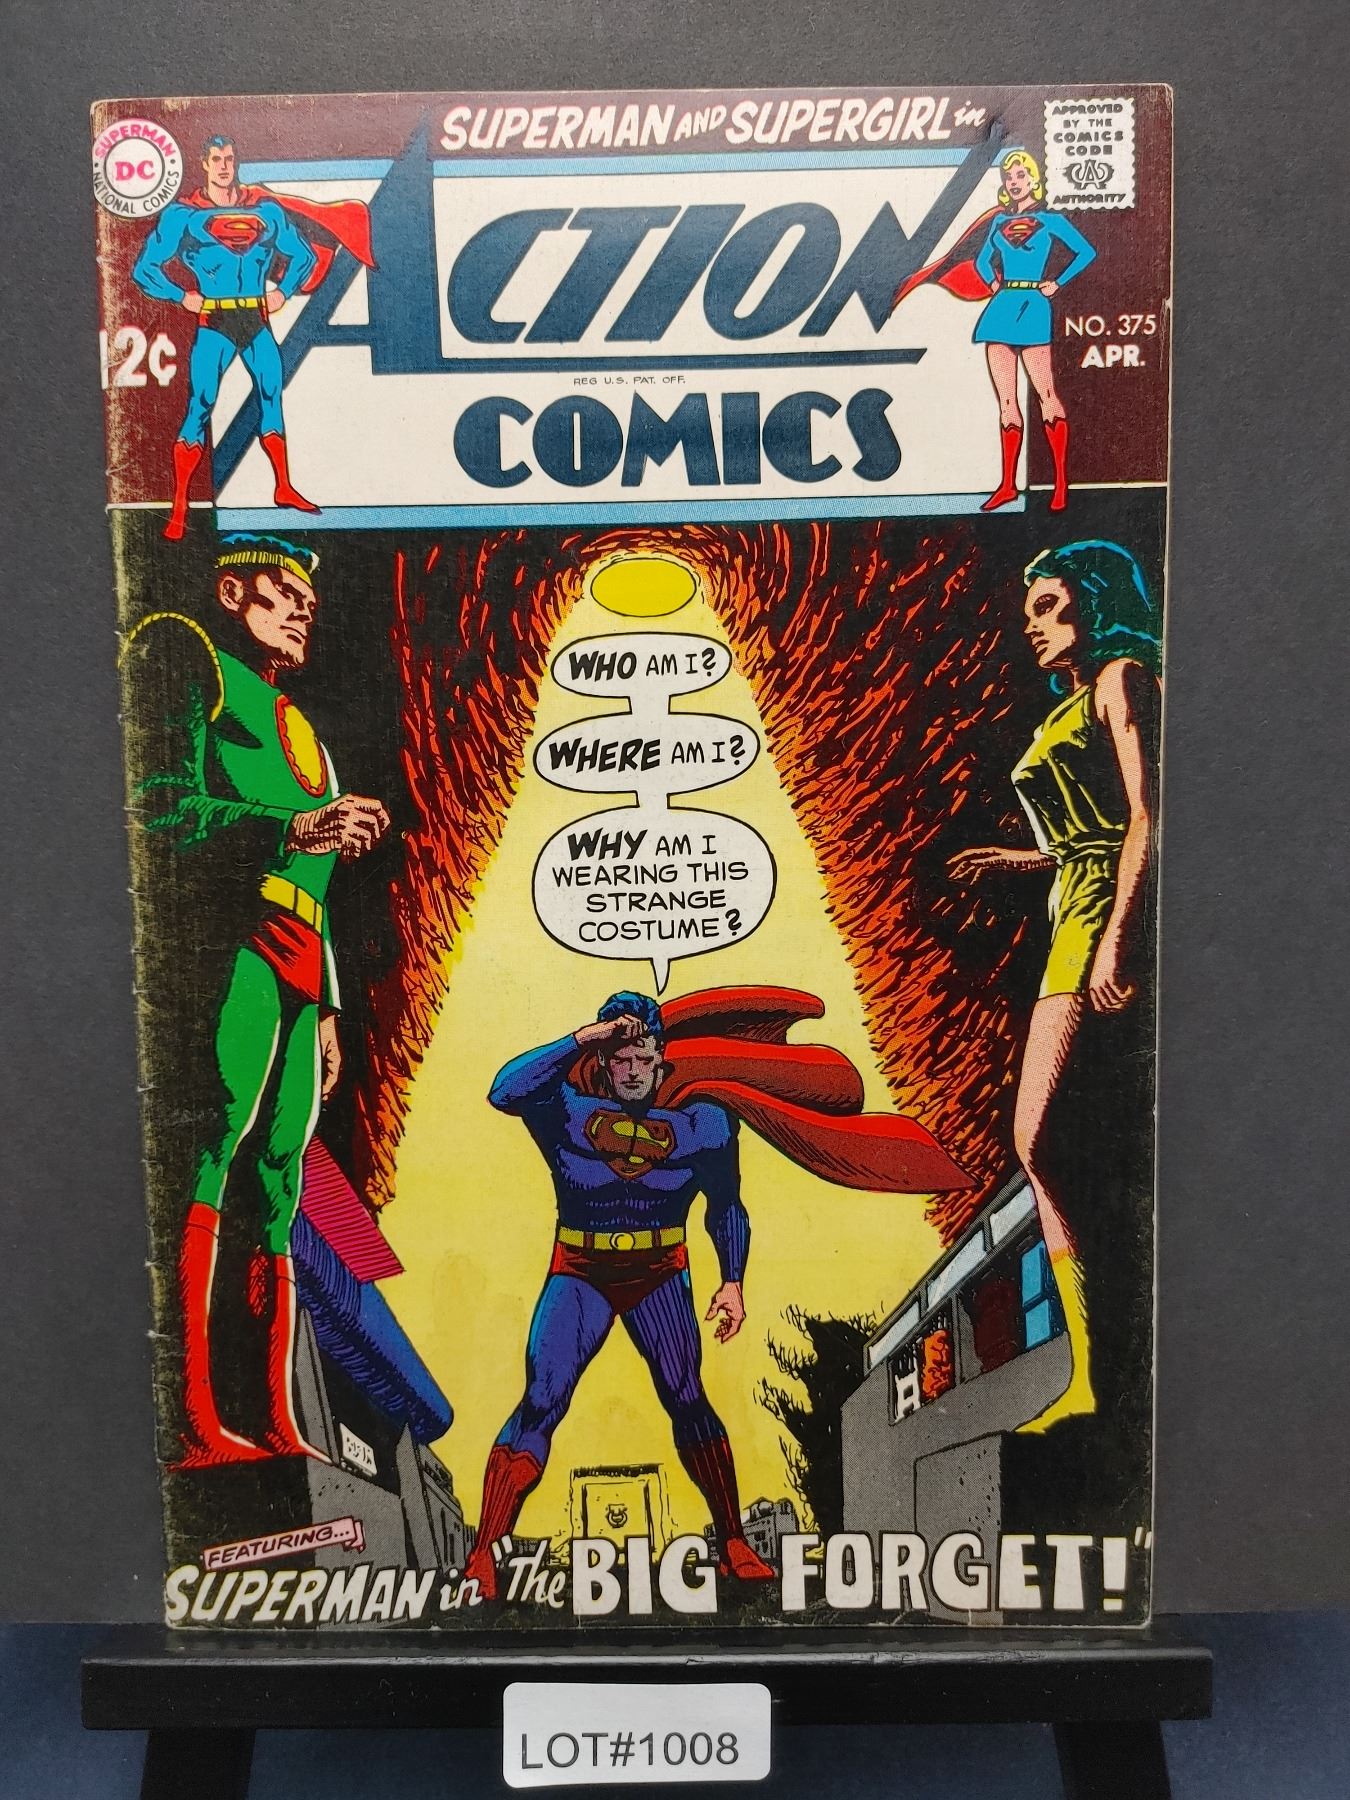 SUPERMAN AND SUPERGIRL in
SUPERMAN
DC
NATIONAL COMICS
APPROVED
BY THE
COMICS
CODE
CA
AUTHORITY
ACTION
COMICS
12¢
NO. 375
APR.
REG U.S. PAT. OFF.
WHO AM I?
WHERE AM I?
WHY AM I
WEARING THIS
STRANGE
COSTUME?
FEATURING...
SUPERMAN in "The BIG FORGET!"
LOT#1008